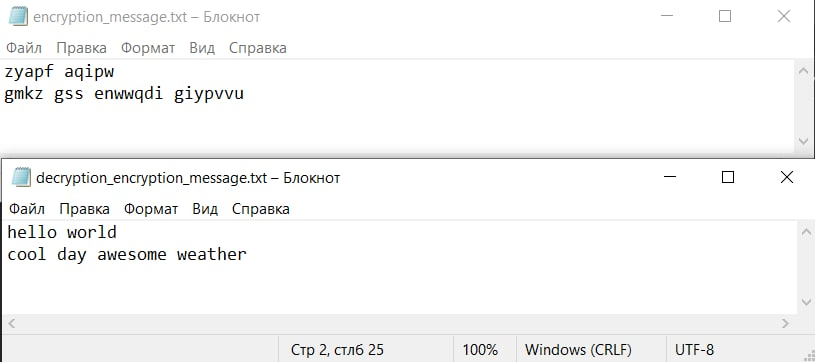 encryption_message.txt – Блокнот
Файл Правка Формат Вид Справка
zyapf aqipw
gmkz gss enwwqdi giypvvu
decryption_encryption_message.txt – Блокнот
Файл Правка Формат Вид Справка
hello world
cool day awesome weather
Стр 2, стлб 25 100% Windows (CRLF) UTF-8